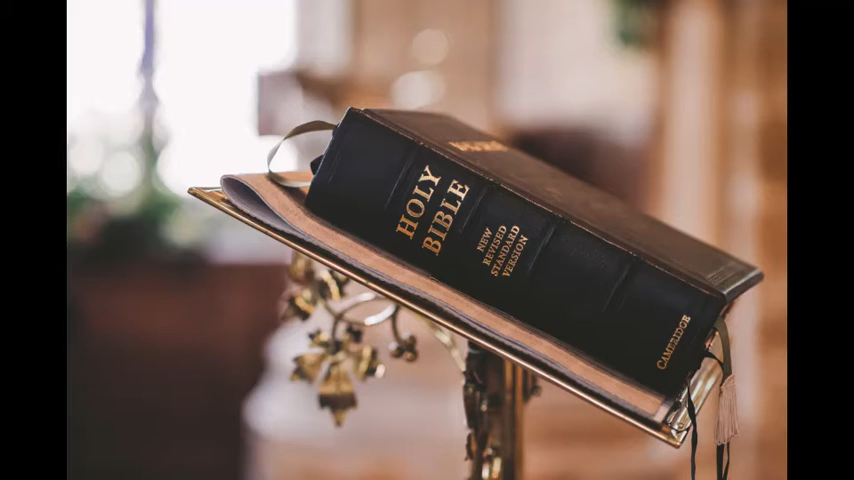 HOLY
BIBLE
NEW
REVISED
STANDARD
VERSION
CAMBRIDGE